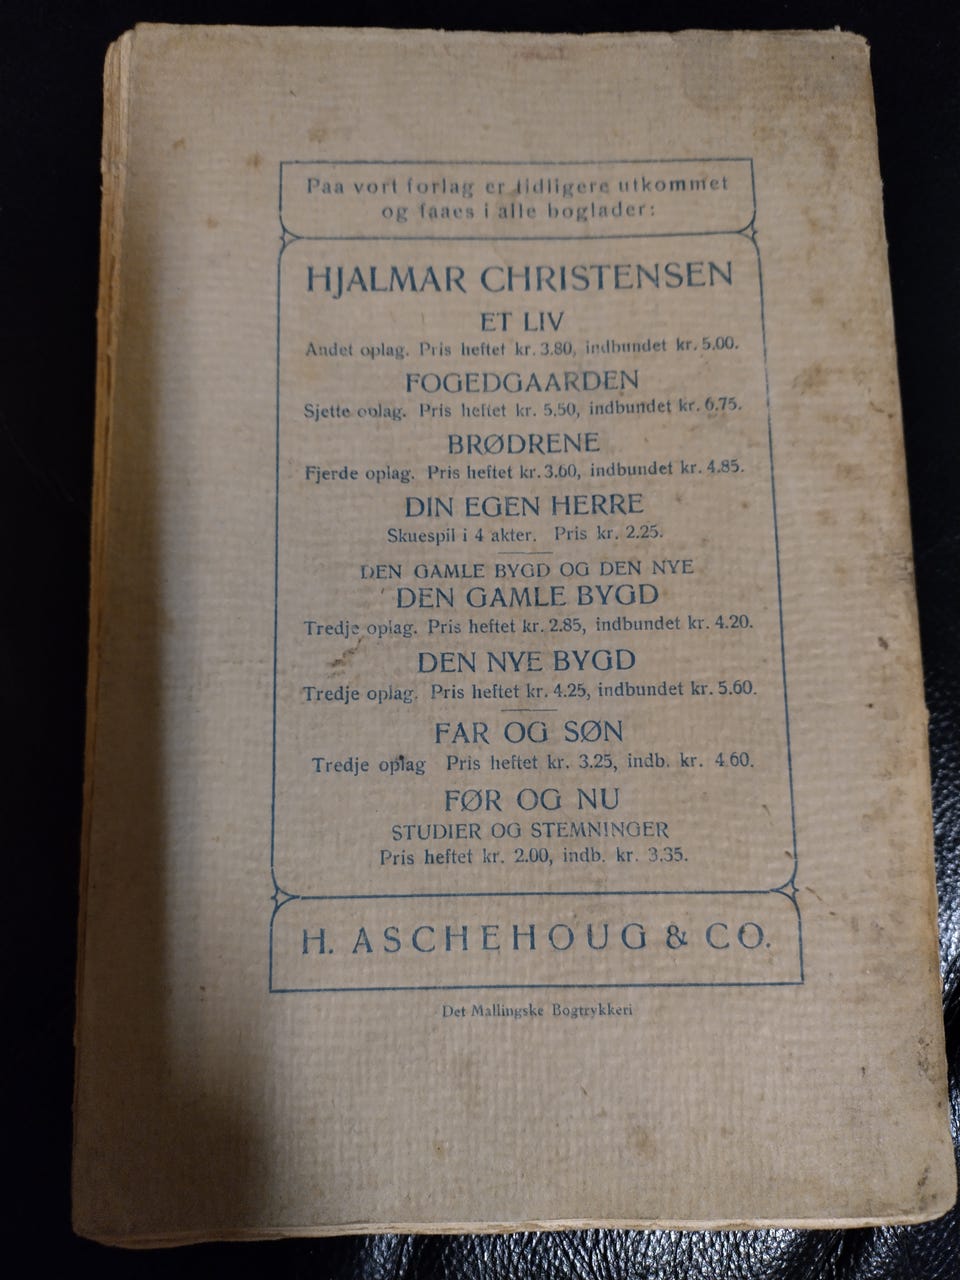 Paa vort forlag er tidligere utkommet
og faaes i alle boglader:
HJALMAR CHRISTENSEN
ET LIV
Andet oplag. Pris heftet kr. 3.80, indbundet kr. 5.00.
FOGEDGAARDEN
Sjette oplag. Pris heftet kr. 5.50, indbundet kr. 6.75.
BRØDRENE
Fjerde oplag. Pris heftet kr. 3.60, indbundet kr. 4.85.
DIN EGEN HERRE
Skuespil i 4 akter. Pris kr. 2.25.
DEN GAMLE BYGD OG DEN NYE
DEN GAMLE BYGD
Tredje oplag. Pris heftet kr. 2.85, indbundet kr. 4.20.
DEN NYE BYGD
Tredje oplag. Pris heftet kr. 4.25, indbundet kr. 5.60.
FAR OG SØN
Tredje oplag Pris heftet kr. 3.25, indb. kr. 4.60.
FØR OG NU
STUDIER OG STEMNINGER
Pris heftet kr. 2.00, indb. kr. 3.35.
H. ASCHEHOUG & CO.
Det Mallingske Bogtrykkeri